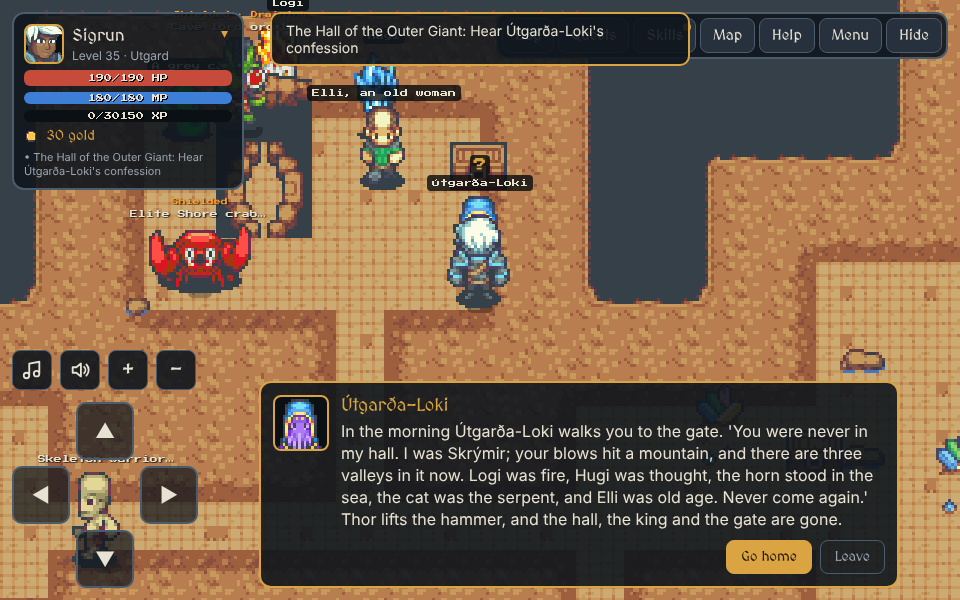 Logi
Sigrun
Level 35 · Utgard
190/190 HP
180/180 MP
0/30150 XP
30 gold
• The Hall of the Outer Giant: Hear
Útgarða-Loki's confession
The Hall of the Outer Giant: Hear Útgarða-Loki's
confession
Skills
Map
Help
Menu
Hide
Elli, an old woman
?
Útgarða-Loki
Shielded
Elite Shore crab…
Skeleton warrior…
Útgarða-Loki
In the morning Útgarða-Loki walks you to the gate. 'You were never in
my hall. I was Skrýmir; your blows hit a mountain, and there are three
valleys in it now. Logi was fire, Hugi was thought, the horn stood in the
sea, the cat was the serpent, and Elli was old age. Never come again.'
Thor lifts the hammer, and the hall, the king and the gate are gone.
Go home
Leave